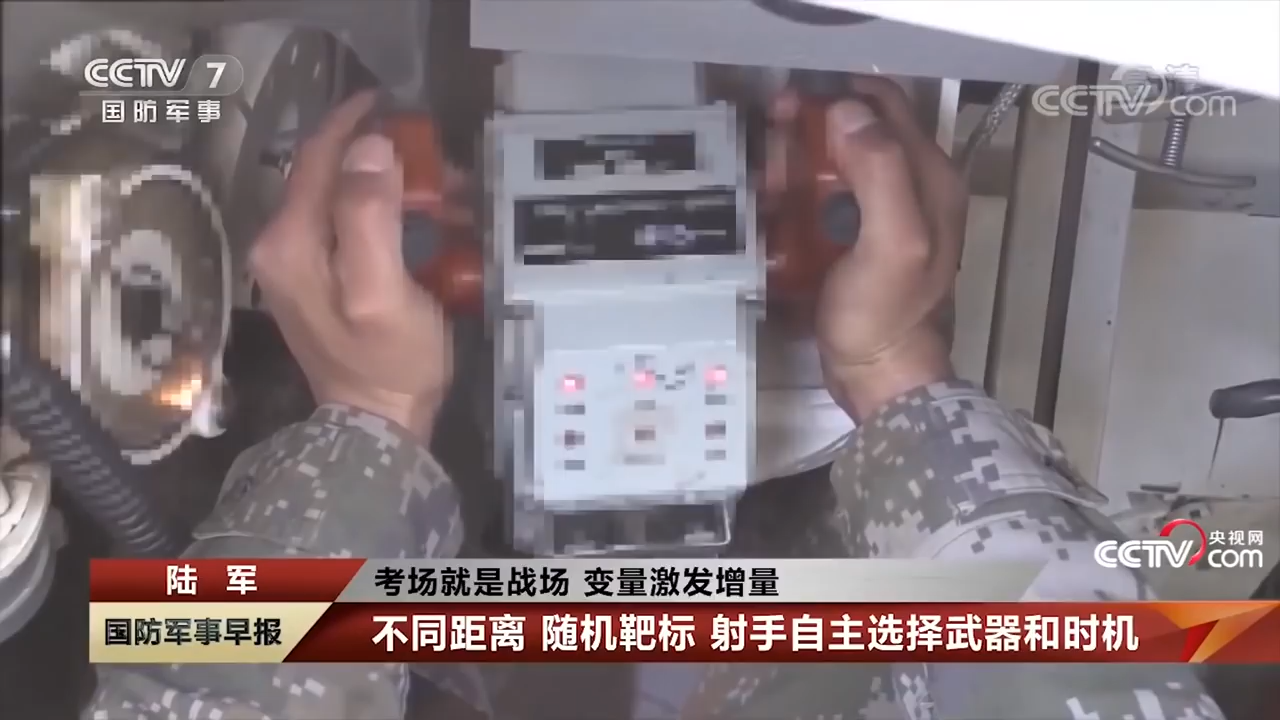 CCTV 7
国防军事
高清
CCTV.com
央视网
CCTV.com
陆军
考场就是战场 变量激发增量
国防军事早报
不同距离 随机靶标 射手自主选择武器和时机